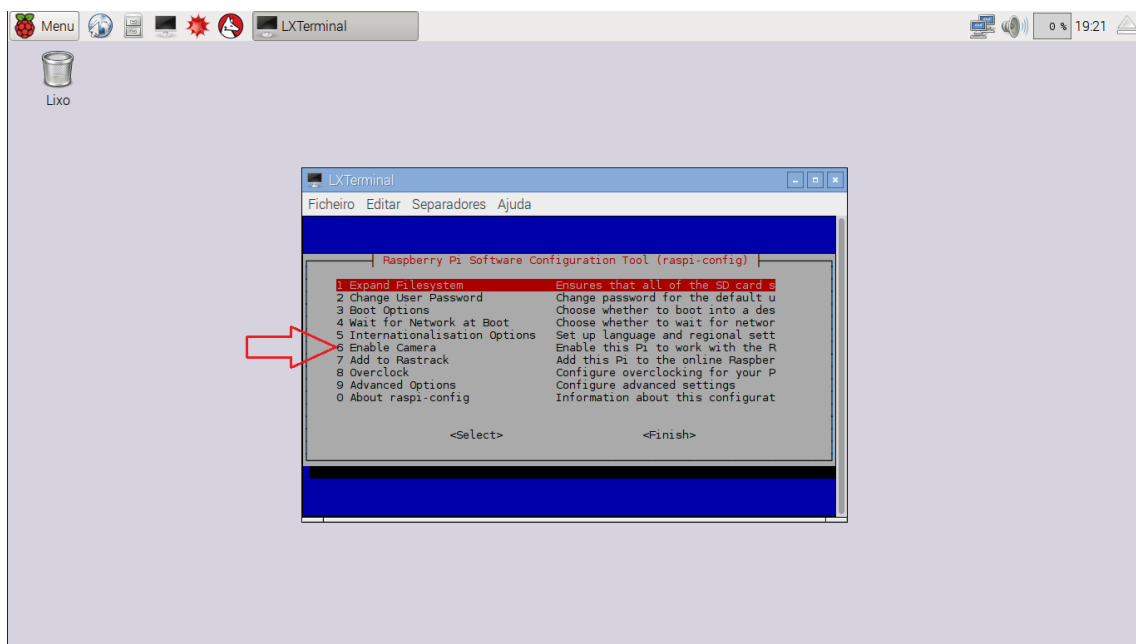 Menu LXTerminal 0 % 19:21
Lixo
LXTerminal
Ficheiro Editar Separadores Ajuda
Raspberry Pi Software Configuration Tool (raspi-config)
1 Expand Filesystem Ensures that all of the SD card s
2 Change User Password Change password for the default u
3 Boot Options Choose whether to boot into a des
4 Wait for Network at Boot Choose whether to wait for networ
5 Internationalisation Options Set up language and regional sett
6 Enable Camera Enable this Pi to work with the R
7 Add to Rastrack Add this Pi to the online Raspber
8 Overclock Configure overclocking for your P
9 Advanced Options Configure advanced settings
0 About raspi-config Information about this configurat
<Select> <Finish>